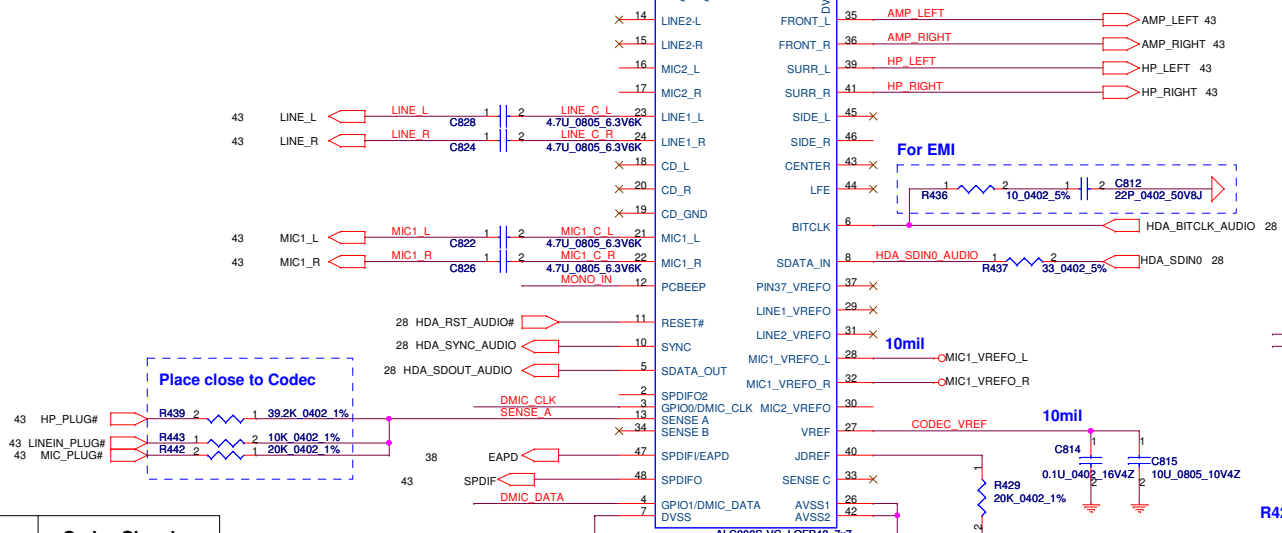 14 LINE2-L FRONT_L 35 AMP_LEFT AMP_LEFT 43
15 LINE2-R FRONT_R 36 AMP_RIGHT AMP_RIGHT 43
16 MIC2_L SURR_L 39 HP_LEFT HP_LEFT 43
17 MIC2_R SURR_R 41 HP_RIGHT HP_RIGHT 43
43 LINE_L LINE_L 1 2 LINE_C_L 23 LINE1_L SIDE_L 45
C828 4.7U_0805_6.3V6K
43 LINE_R LINE_R 1 2 LINE_C_R 24 LINE1_R SIDE_R 46
C824 4.7U_0805_6.3V6K
For EMI
18 CD_L CENTER 43
20 CD_R LFE 44
R436 1 2 10_0402_5% 1 2 C812 22P_0402_50V8J
19 CD_GND
BITCLK 6 HDA_BITCLK_AUDIO 28
43 MIC1_L MIC1_L 1 2 MIC1_C_L 21 MIC1_L
C822 4.7U_0805_6.3V6K
43 MIC1_R MIC1_R 1 2 MIC1_C_R 22 MIC1_R SDATA_IN 8 HDA_SDIN0_AUDIO 1 2 HDA_SDIN0 28
C826 4.7U_0805_6.3V6K R437 33_0402_5%
MONO_IN 12 PCBEEP PIN37_VREFO 37
LINE1_VREFO 29
28 HDA_RST_AUDIO# 11 RESET# LINE2_VREFO 31
10mil
28 HDA_SYNC_AUDIO 10 SYNC MIC1_VREFO_L 28 MIC1_VREFO_L
28 HDA_SDOUT_AUDIO 5 SDATA_OUT MIC1_VREFO_R 32 MIC1_VREFO_R
Place close to Codec
2 SPDIFO2
DMIC_CLK 3 GPIO0/DMIC_CLK MIC2_VREFO 30
43 HP_PLUG# R439 2 1 39.2K_0402_1% SENSE_A 13 SENSE A
10mil
34 SENSE B VREF 27 CODEC_VREF
43 LINEIN_PLUG# R443 1 2 10K_0402_1%
43 MIC_PLUG# R442 2 1 20K_0402_1%
38 EAPD 47 SPDIFI/EAPD JDREF 40
C814 1 2 0.1U_0402_16V4Z
C815 1 2 10U_0805_10V4Z
43 SPDIF 48 SPDIFO SENSE C 33
R429 1 2 20K_0402_1%
DMIC_DATA 4 GPIO1/DMIC_DATA AVSS1 26
7 DVSS AVSS2 42